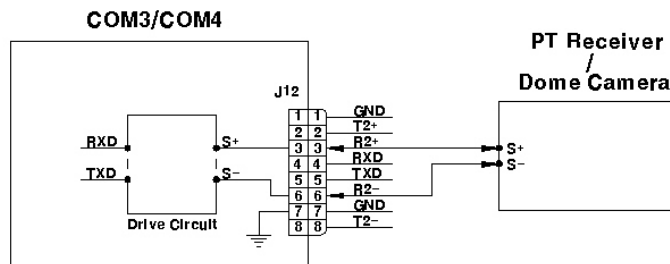 COM3/COM4
PT Receiver
/
Dome Camera
J12
1 1 GND
2 2 T2+
RXD S+ 3 3 R2+ S+
4 4 RXD S-
TXD S- 5 5 TXD
6 6 R2-
7 7 GND
Drive Circuit 8 8 T2-